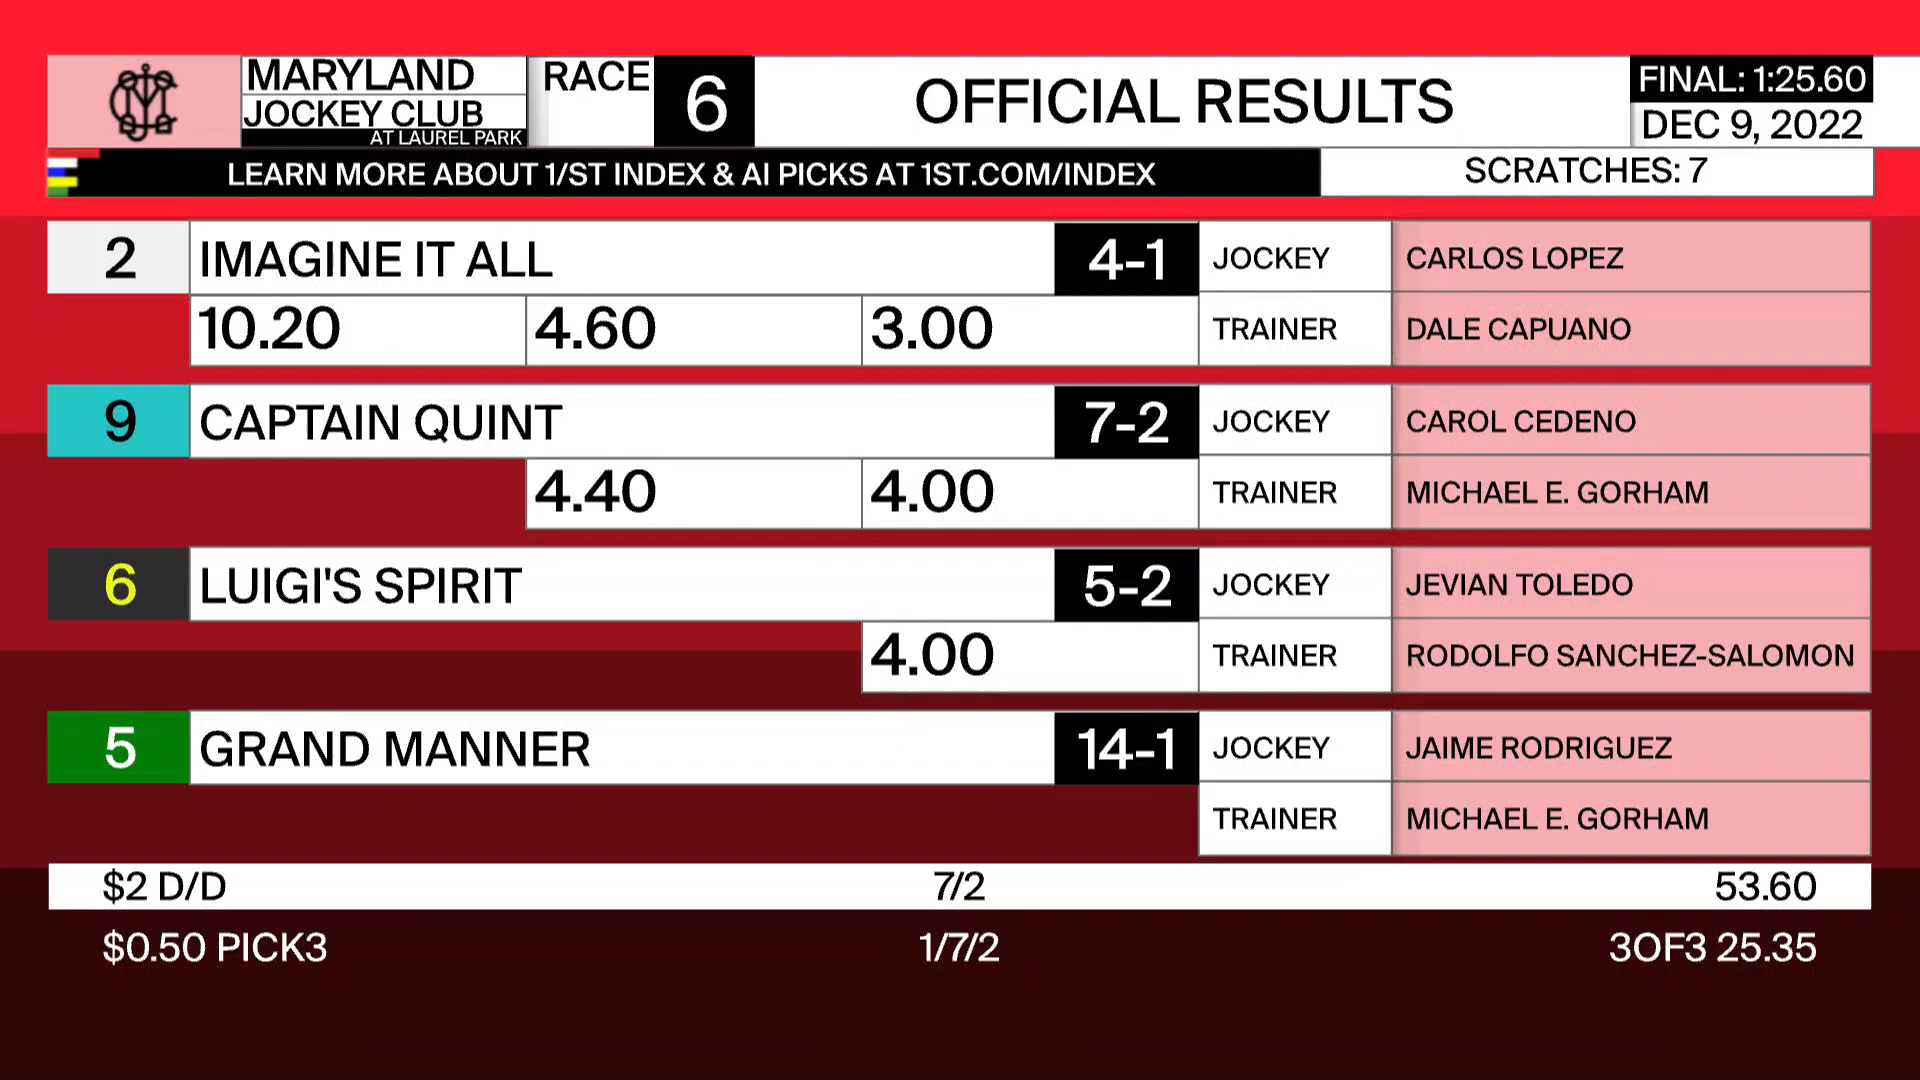 MARYLAND
JOCKEY CLUB
AT LAUREL PARK
RACE 6
OFFICIAL RESULTS
FINAL: 1:25.60
DEC 9, 2022
LEARN MORE ABOUT 1/ST INDEX & AI PICKS AT 1ST.COM/INDEX
SCRATCHES: 7
2 IMAGINE IT ALL 4-1 JOCKEY CARLOS LOPEZ
10.20 4.60 3.00 TRAINER DALE CAPUANO
9 CAPTAIN QUINT 7-2 JOCKEY CAROL CEDENO
4.40 4.00 TRAINER MICHAEL E. GORHAM
6 LUIGI'S SPIRIT 5-2 JOCKEY JEVIAN TOLEDO
4.00 TRAINER RODOLFO SANCHEZ-SALOMON
5 GRAND MANNER 14-1 JOCKEY JAIME RODRIGUEZ
TRAINER MICHAEL E. GORHAM
$2 D/D 7/2 53.60
$0.50 PICK3 1/7/2 3OF3 25.35